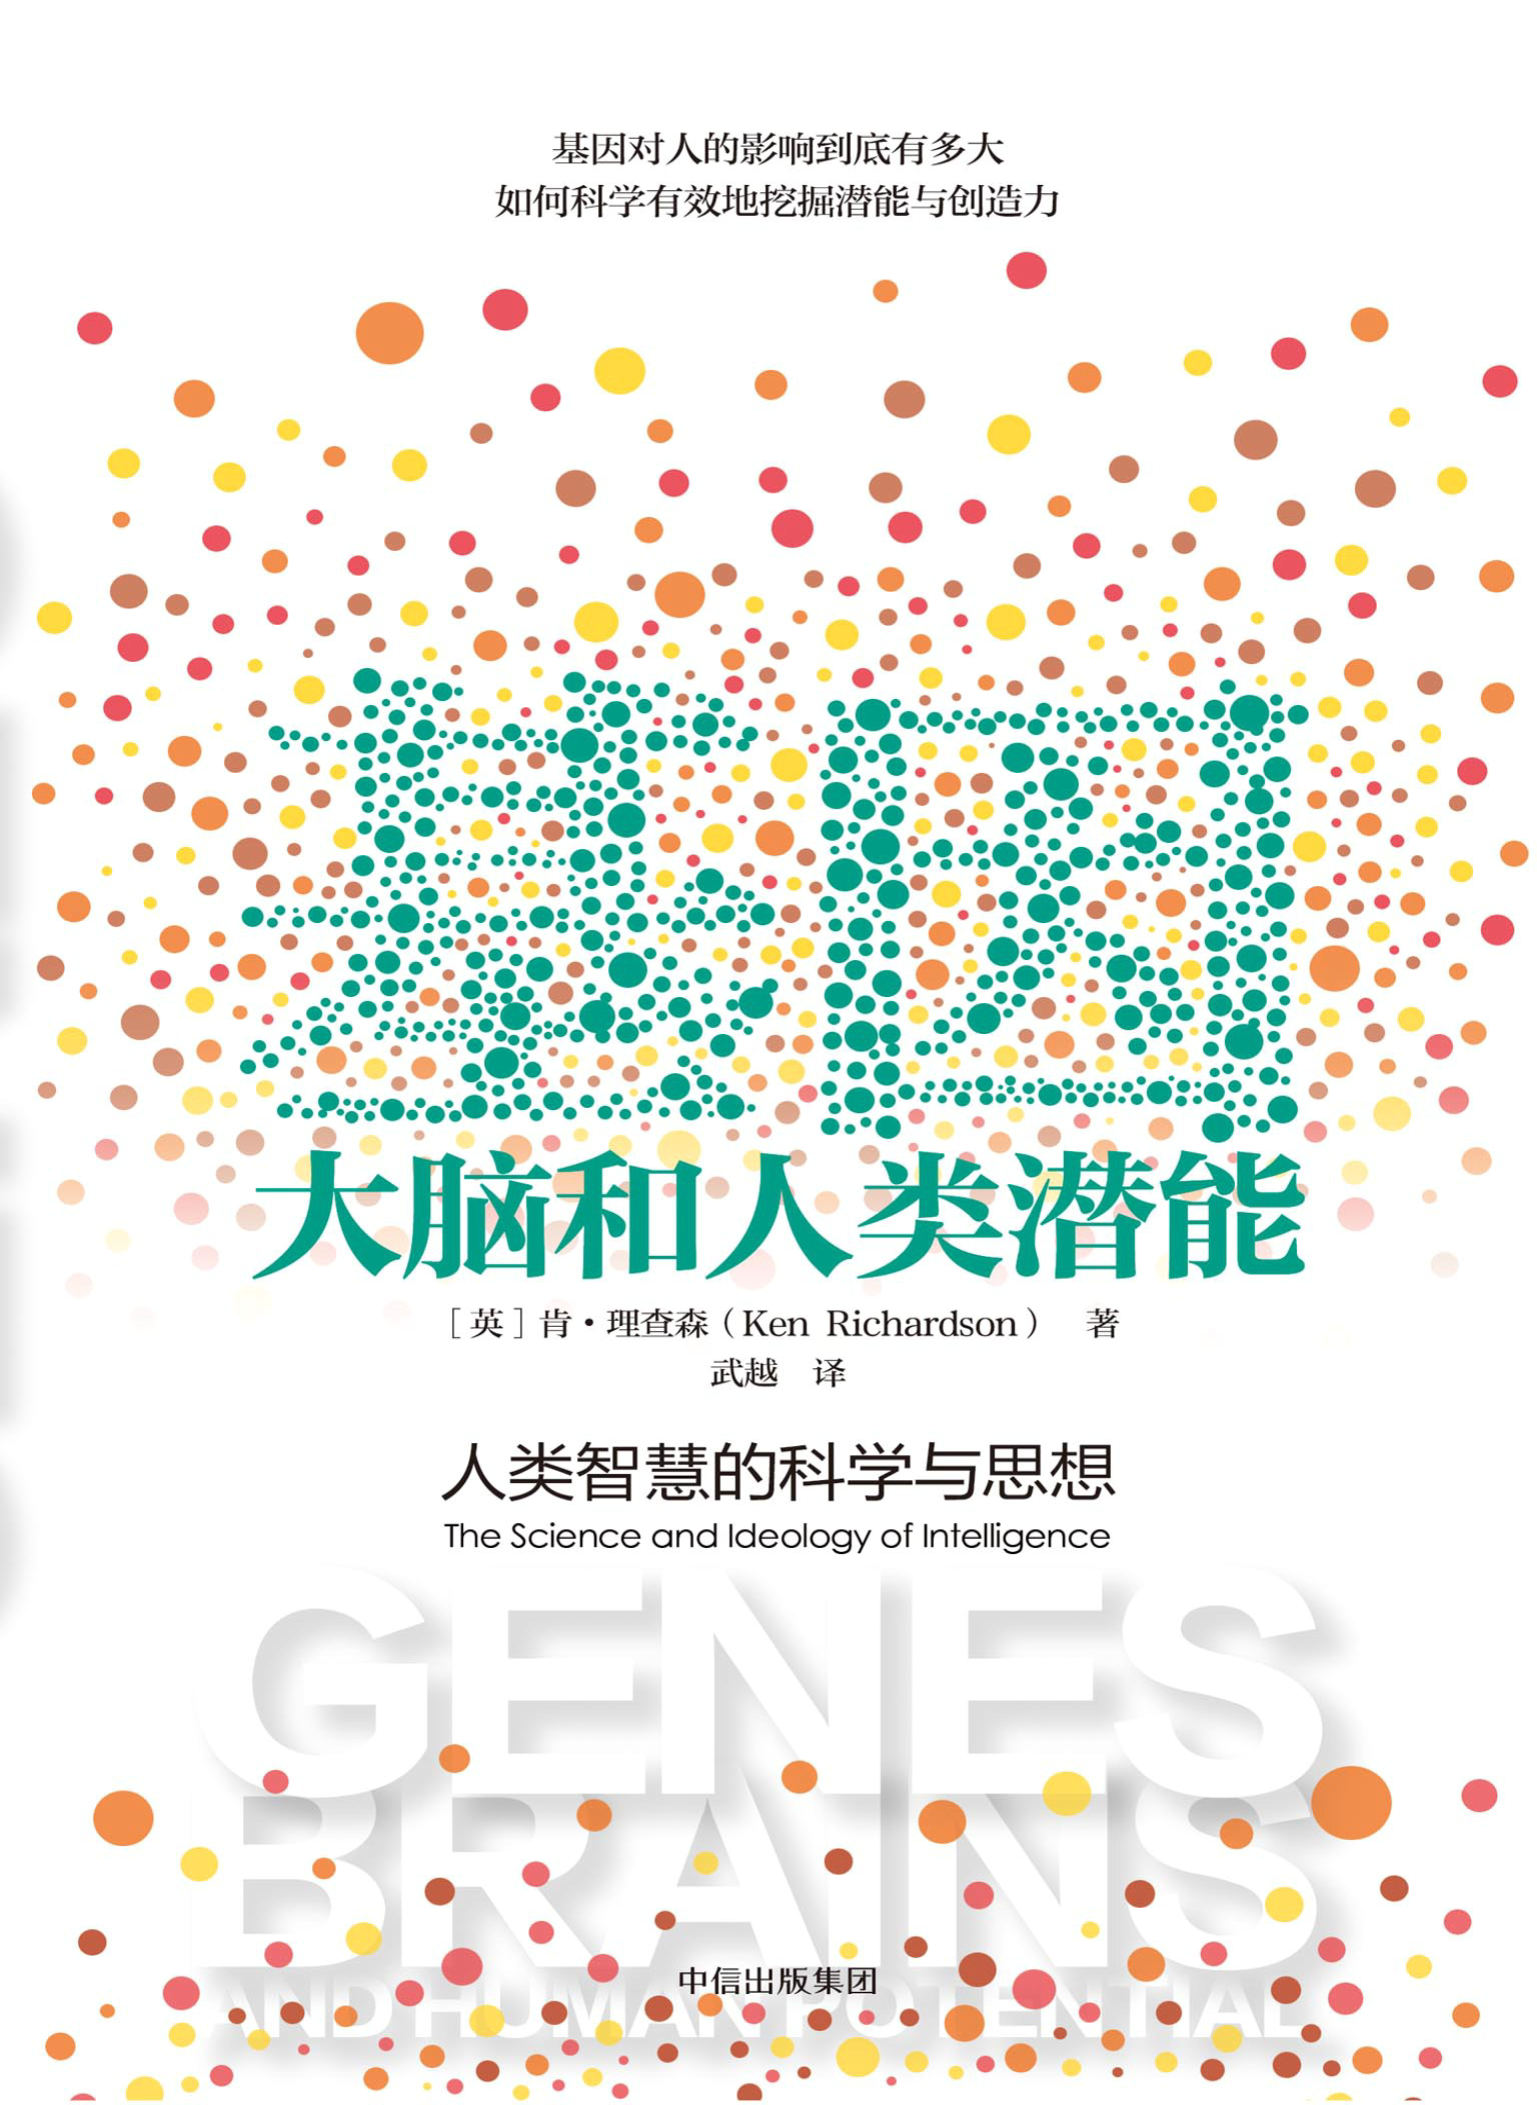 基因对人的影响到底有多大
如何科学有效地挖掘潜能与创造力
基因
大脑和人类潜能
［英］肯·理查森（Ken Richardson） 著
武越 译
人类智慧的科学与思想
The Science and Ideology of Intelligence
GENES
BRAINS
中信出版集团
AND HUMAN POTENTIAL